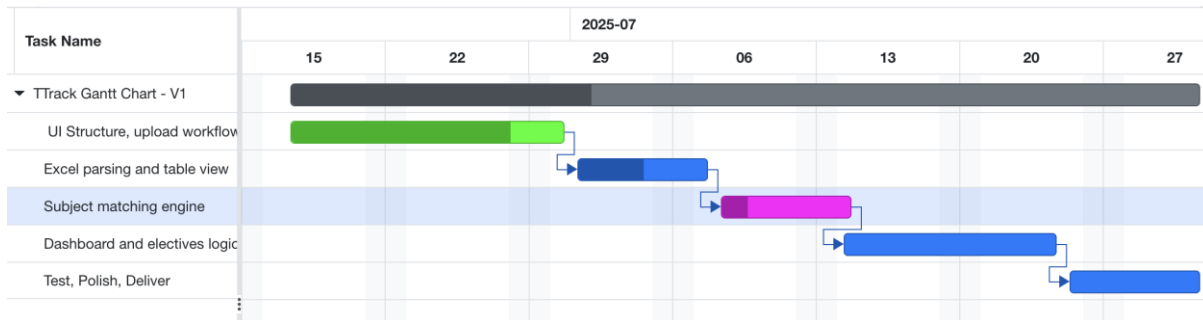 2025-07
Task Name
15 22 29 06 13 20 27
TTrack Gantt Chart - V1
UI Structure, upload workflow
Excel parsing and table view
Subject matching engine
Dashboard and electives logic
Test, Polish, Deliver